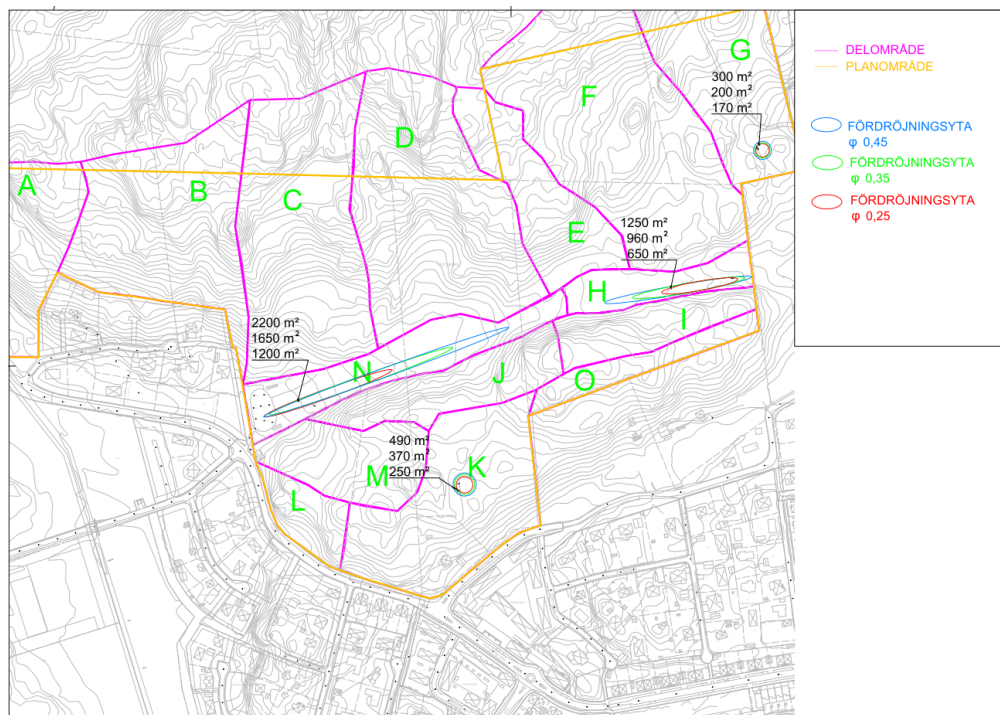 G
300 m²
200 m²
170 m²
F
D
A
B
C
E
1250 m²
960 m²
650 m²
H
I
2200 m²
1650 m²
1200 m²
N
J
O
490 m²
370 m²
250 m²
M
K
L
DELOMRÅDE
PLANOMRÅDE
FÖRDRÖJNINGSYTA
φ 0,45
FÖRDRÖJNINGSYTA
φ 0,35
FÖRDRÖJNINGSYTA
φ 0,25